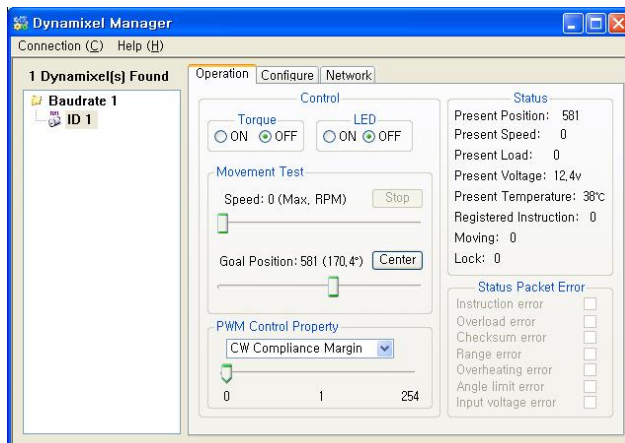 Dynamixel Manager
Connection (C) Help (H)
1 Dynamixel(s) Found
Baudrate 1
ID 1
Operation Configure Network
Control
Torque
ON OFF
LED
ON OFF
Movement Test
Speed: 0 (Max, RPM) Stop
Goal Position: 581 (170,4°) Center
PWM Control Property
CW Compliance Margin
0 1 254
Status
Present Position: 581
Present Speed: 0
Present Load: 0
Present Voltage: 12,4v
Present Temperature: 38℃
Registered Instruction: 0
Moving: 0
Lock: 0
Status Packet Error
Instruction error
Overload error
Checksum error
Range error
Overheating error
Angle limit error
Input voltage error